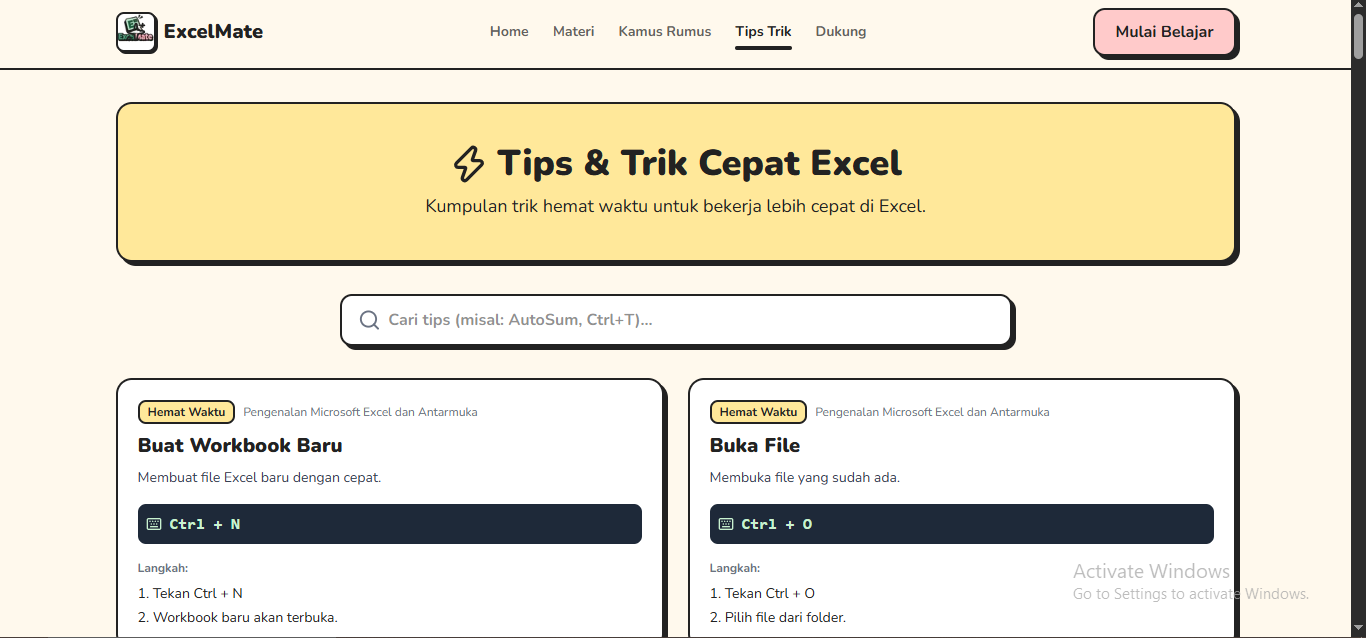 ExcelMate
Home Materi Kamus Rumus Tips Trik Dukung
Mulai Belajar
Tips & Trik Cepat Excel
Kumpulan trik hemat waktu untuk bekerja lebih cepat di Excel.
Cari tips (misal: AutoSum, Ctrl+T)...
Hemat Waktu Pengenalan Microsoft Excel dan Antarmuka
Buat Workbook Baru
Membuat file Excel baru dengan cepat.
Ctrl + N
Langkah:
1. Tekan Ctrl + N
2. Workbook baru akan terbuka.
Hemat Waktu Pengenalan Microsoft Excel dan Antarmuka
Buka File
Membuka file yang sudah ada.
Ctrl + O
Langkah:
1. Tekan Ctrl + O
2. Pilih file dari folder.
Activate Windows
Go to Settings to activate Windows.